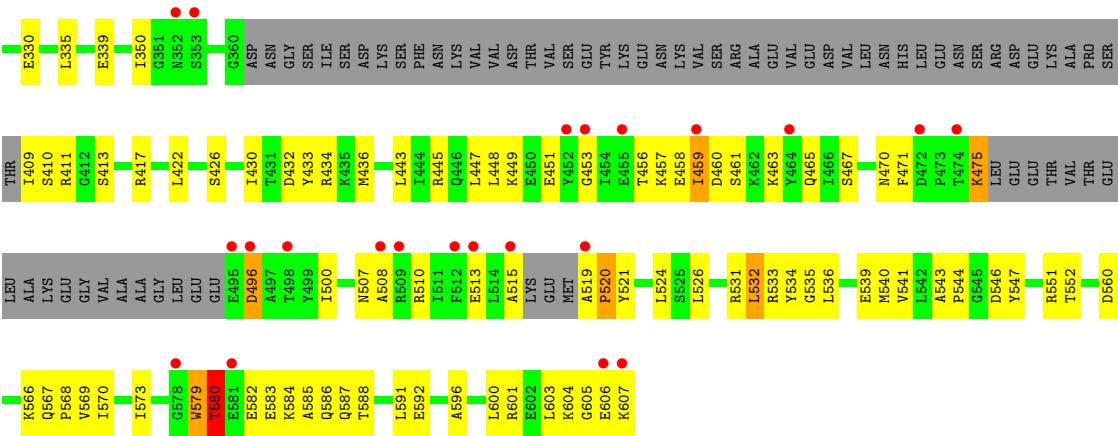 E330 L335 E339 I350 G351 N352 S353 G360 ASP ASN GLY SER ILE SER ASP LYS SER PHE ASN LYS VAL VAL ASP THR VAL SER GLU TYR LYS GLU ASN LYS VAL SER ARG ALA GLU VAL GLU ASP VAL LEU ASN HIS VAL LEU GLU ASN SER ARG ASP GLU LYS ALA PRO SER
THR I409 S410 R411 G412 S413 R417 L422 S426 I430 T431 D432 Y433 R434 K435 M436 L443 I444 R445 Q446 L447 L448 K449 E450 E451 Y452 G453 I454 E455 T456 K457 E458 I459 D460 S461 K462 K463 Y464 Q465 I466 S467 N470 F471 D472 P473 T474 K475 LEU GLU GLU THR VAL THR GLU
LEU ALA LYS GLU GLY VAL ALA ALA GLY LEU GLU GLU E495 D496 A497 T498 Y499 I500 N507 A508 R509 R510 I511 F512 E513 L514 A515 LYS GLU MET A519 P520 Y521 L524 S525 L526 R531 L532 R533 Y534 G535 L536 E539 M540 V541 L542 A543 P544 G545 D546 Y547 R551 T552 D560
K566 Q567 P568 V569 I570 I573 G578 W579 T580 E581 E582 E583 K584 A585 Q586 Q587 T588 L591 E592 A596 L600 R601 E602 L603 K604 G605 E606 K607